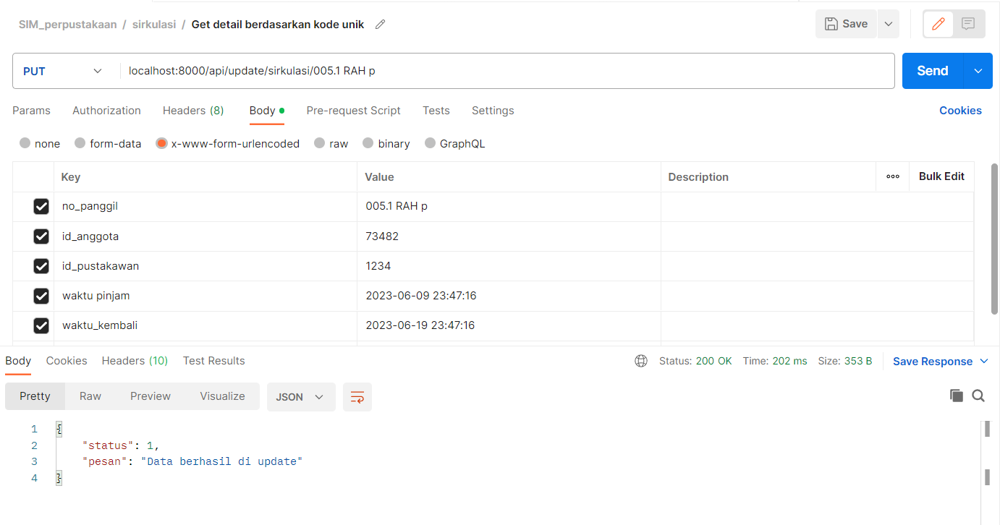 SIM_perpustakaan / sirkulasi / Get detail berdasarkan kode unik Save
PUT localhost:8000/api/update/sirkulasi/005.1 RAH p Send
Params Authorization Headers (8) Body Pre-request Script Tests Settings Cookies
none form-data x-www-form-urlencoded raw binary GraphQL
Key Value Description Bulk Edit
no_panggil 005.1 RAH p
id_anggota 73482
id_pustakawan 1234
waktu pinjam 2023-06-09 23:47:16
waktu_kembali 2023-06-19 23:47:16
Body Cookies Headers (10) Test Results Status: 200 OK Time: 202 ms Size: 353 B Save Response
Pretty Raw Preview Visualize JSON
1 {
2 "status": 1,
3 "pesan": "Data berhasil di update"
4 }